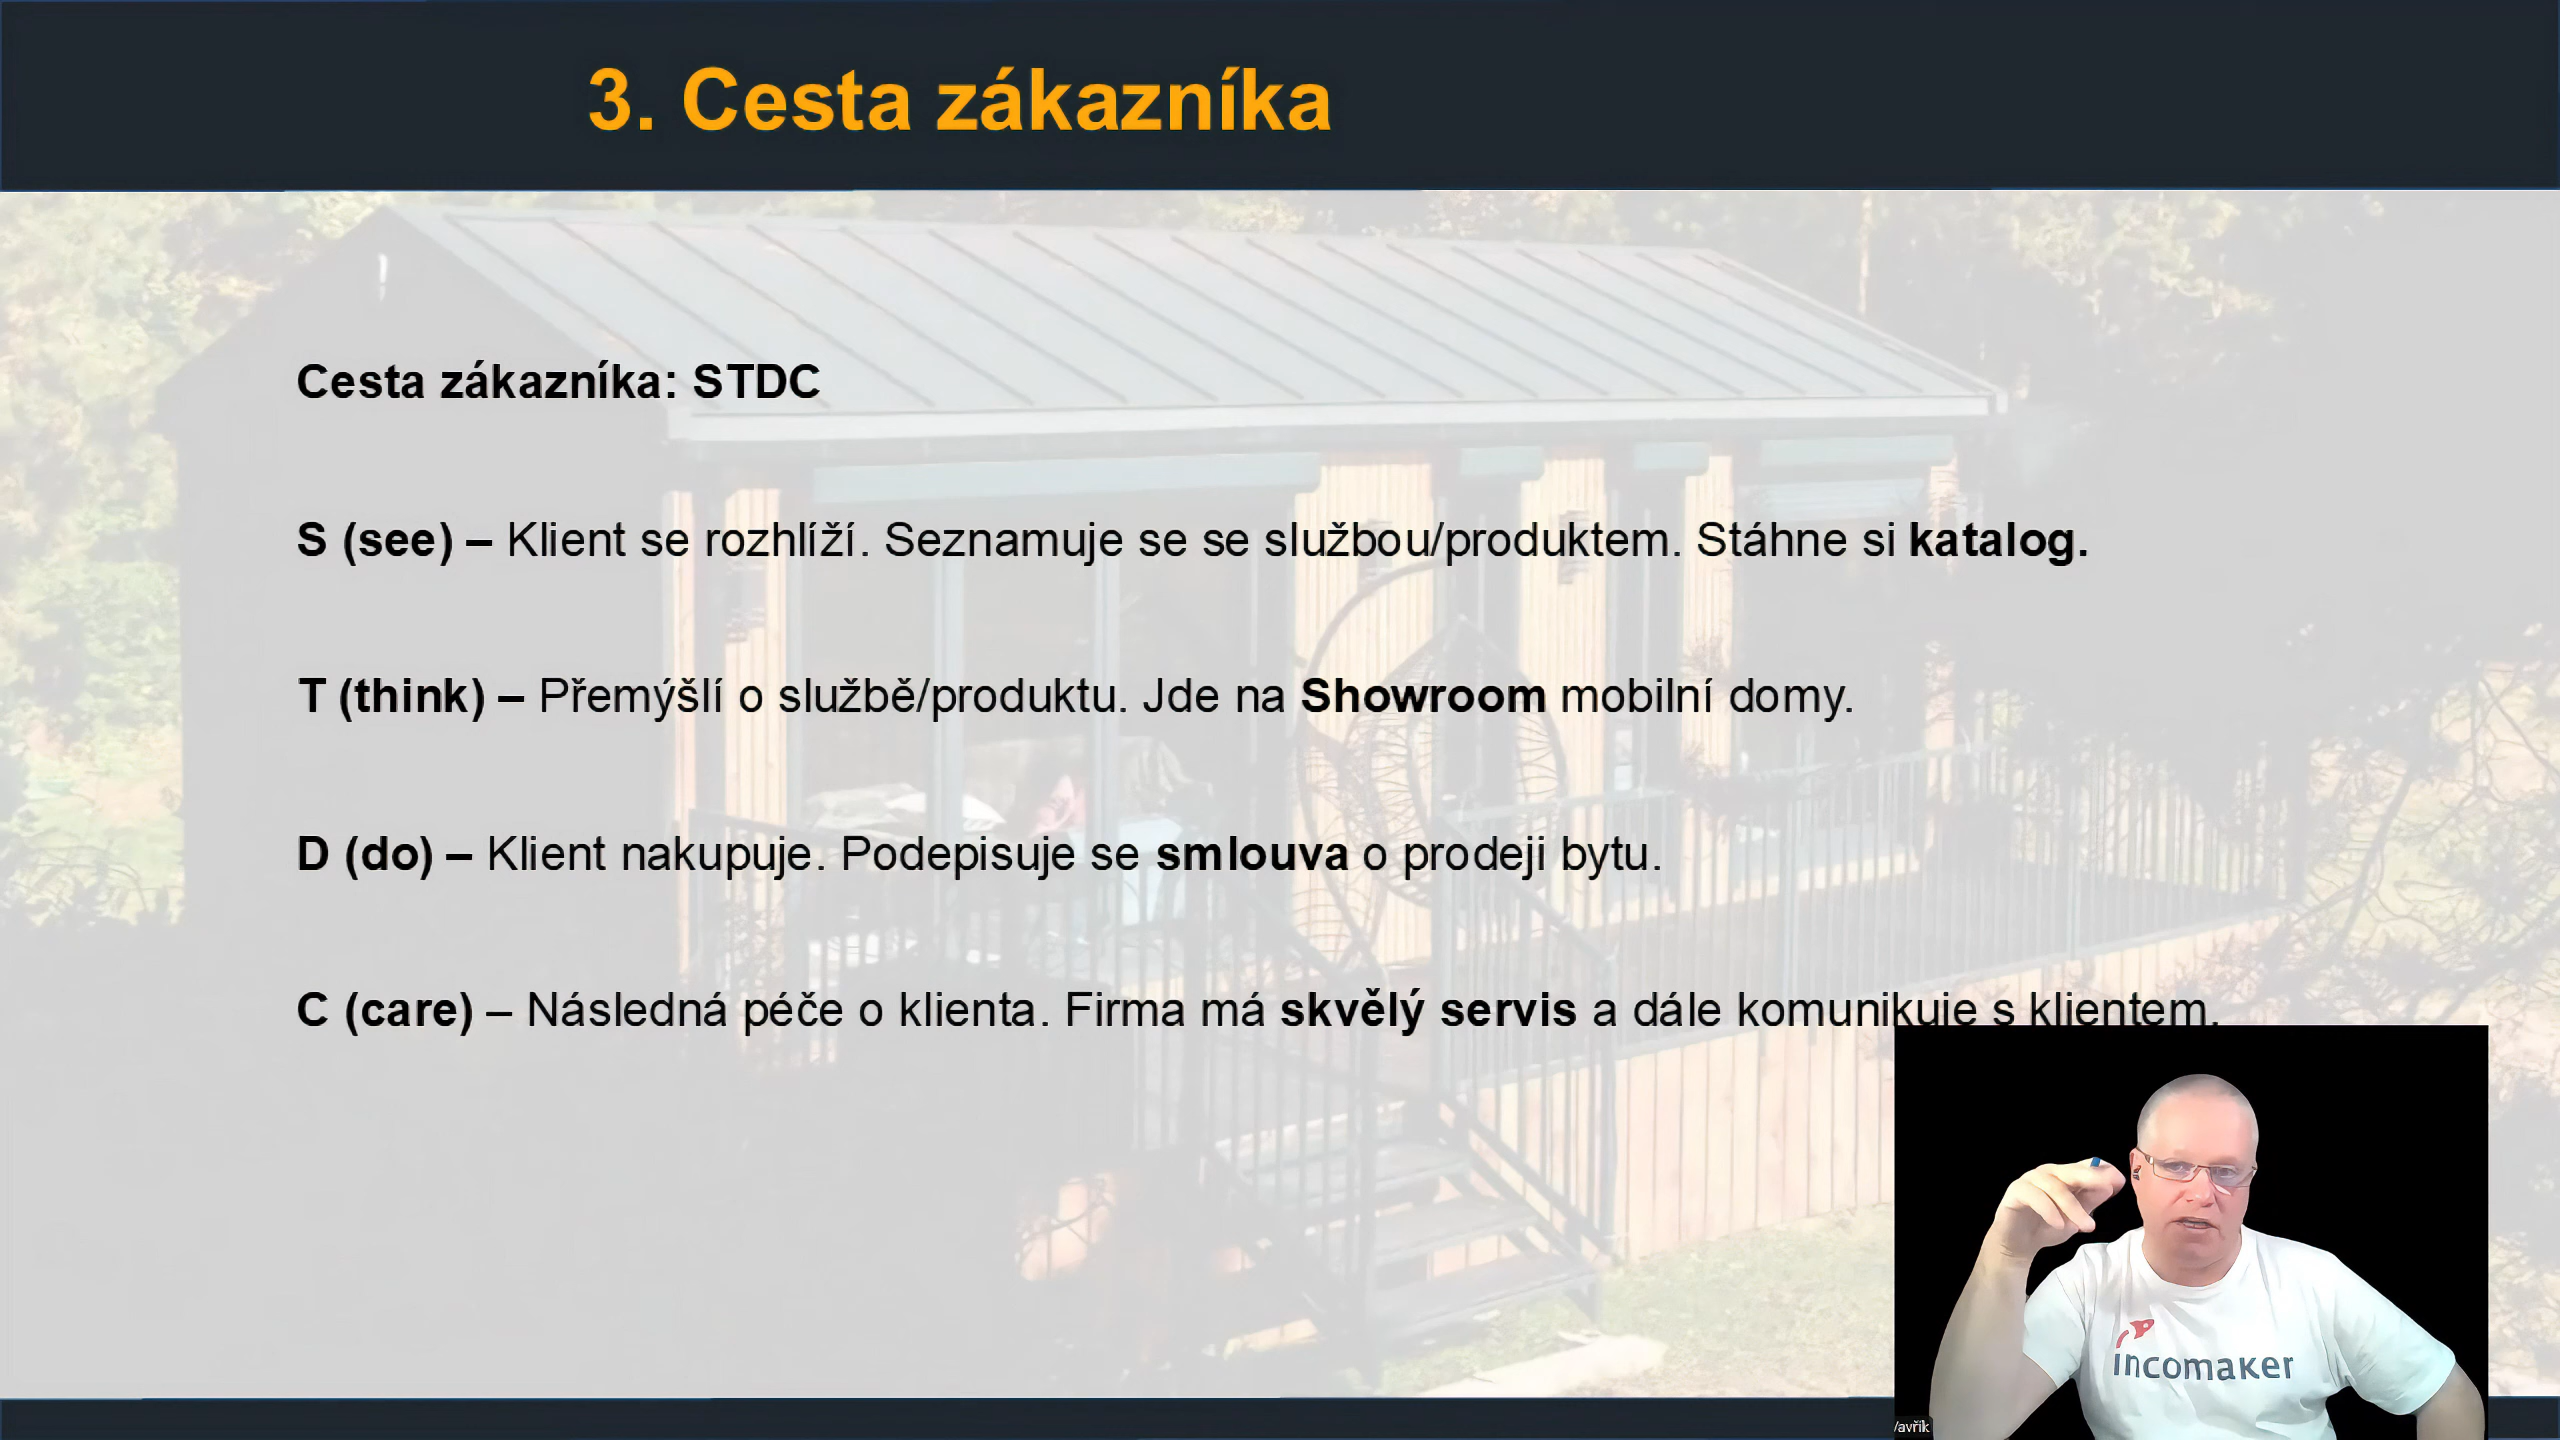 3. Cesta zákazníka
Cesta zákazníka: STDC
S (see) – Klient se rozhlíží. Seznamuje se se službou/produktem. Stáhne si katalog.
T (think) – Přemýšlí o službě/produktu. Jde na Showroom mobilní domy.
D (do) – Klient nakupuje. Podepisuje se smlouva o prodeji bytu.
C (care) – Následná péče o klienta. Firma má skvělý servis a dále komunikuje s klientem.
incomaker
Vavřík